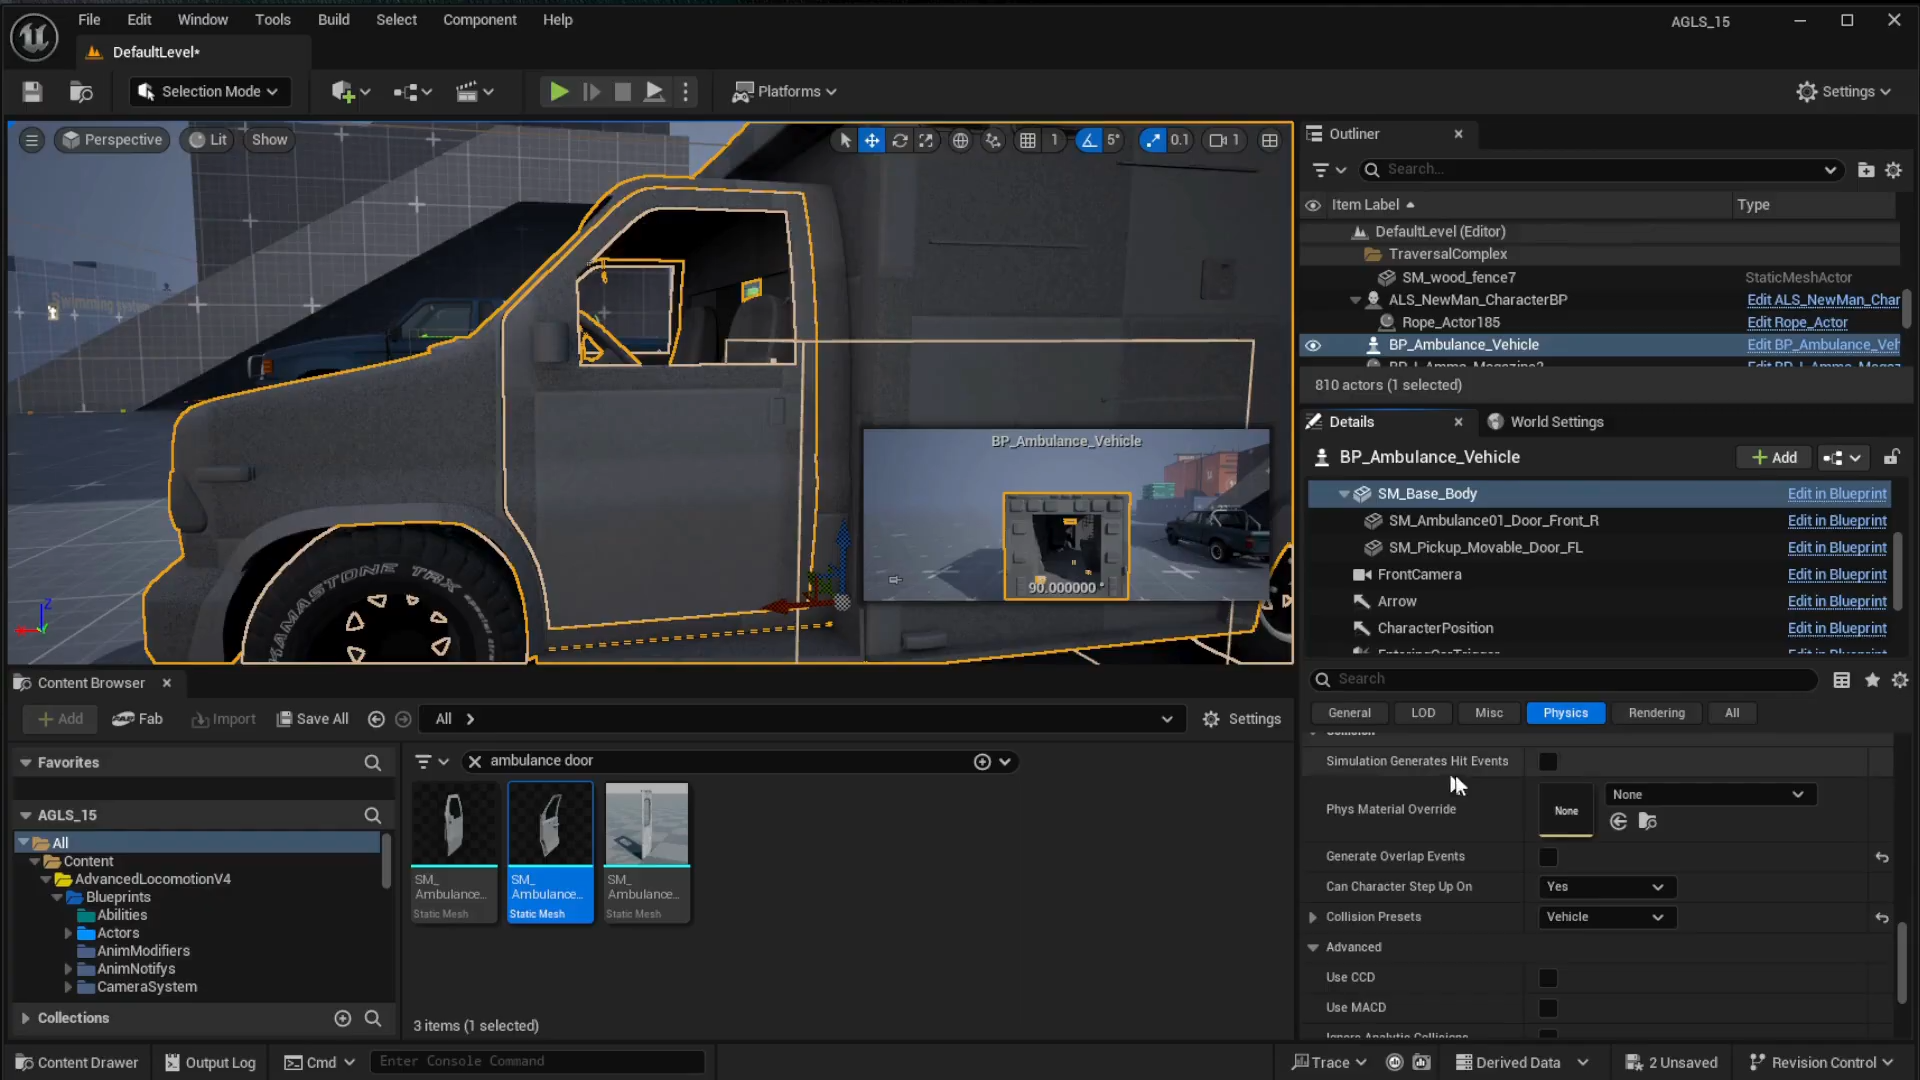 File Edit Window Tools Build Select Component Help
AGLS_15
DefaultLevel*
Selection Mode
Platforms
Settings
Perspective
Lit
Show
1
5°
0.1
1
Swimming system
KAMASTONE TRX
BP_Ambulance_Vehicle
90.000000 °
Outliner
Search...
Item Label
Type
DefaultLevel (Editor)
TraversalComplex
SM_wood_fence7
StaticMeshActor
ALS_NewMan_CharacterBP
Edit ALS_NewMan_Char
Rope_Actor185
Edit Rope_Actor
BP_Ambulance_Vehicle
Edit BP_Ambulance_Veh
810 actors (1 selected)
Details
World Settings
BP_Ambulance_Vehicle
Add
SM_Base_Body
Edit in Blueprint
SM_Ambulance01_Door_Front_R
Edit in Blueprint
SM_Pickup_Movable_Door_FL
Edit in Blueprint
FrontCamera
Edit in Blueprint
Arrow
Edit in Blueprint
CharacterPosition
Edit in Blueprint
Search
General
LOD
Misc
Physics
Rendering
All
Collision
Simulation Generates Hit Events
Phys Material Override
None
None
Generate Overlap Events
Can Character Step Up On
Yes
Collision Presets
Vehicle
Advanced
Use CCD
Use MACD
Content Browser
Add
Fab
Import
Save All
All
Settings
Favorites
AGLS_15
All
Content
AdvancedLocomotionV4
Blueprints
Abilities
Actors
AnimModifiers
AnimNotifys
CameraSystem
Collections
ambulance door
SM_
Ambulance...
Static Mesh
SM_
Ambulance...
Static Mesh
SM_
Ambulance...
Static Mesh
3 items (1 selected)
Content Drawer
Output Log
Cmd
Enter Console Command
Trace
Derived Data
2 Unsaved
Revision Control